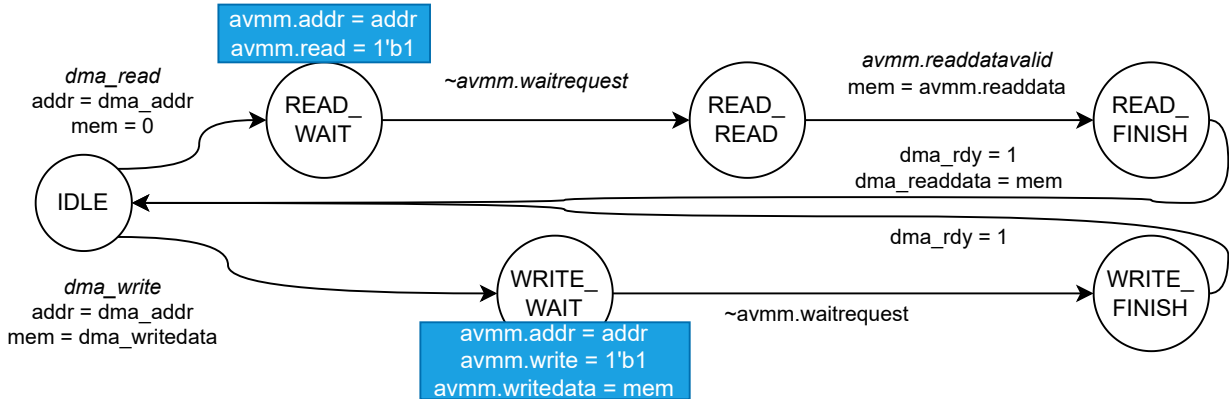 avmm.addr = addr
avmm.read = 1'b1
dma_read
addr = dma_addr
mem = 0
READ_
WAIT
~avmm.waitrequest
READ_
READ
avmm.readdatavalid
mem = avmm.readdata
READ_
FINISH
dma_rdy = 1
dma_readdata = mem
IDLE
dma_rdy = 1
dma_write
addr = dma_addr
mem = dma_writedata
WRITE_
WAIT
avmm.addr = addr
avmm.write = 1'b1
avmm.writedata = mem
~avmm.waitrequest
WRITE_
FINISH